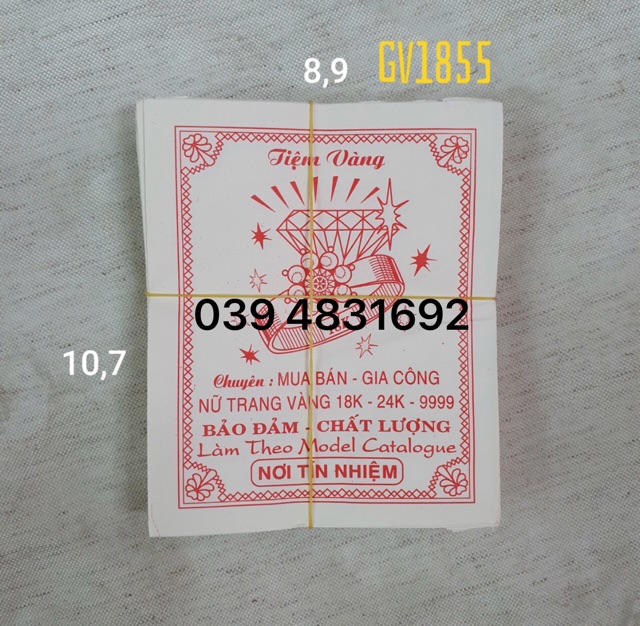 8,9 GV1855
Tiệm Vàng
039 4831692
10,7
Chuyên : MUA BÁN - GIA CÔNG
NỮ TRANG VÀNG 18K - 24K - 9999
BẢO ĐẢM - CHẤT LƯỢNG
Làm Theo Model Catalogue
NƠI TÍN NHIỆM